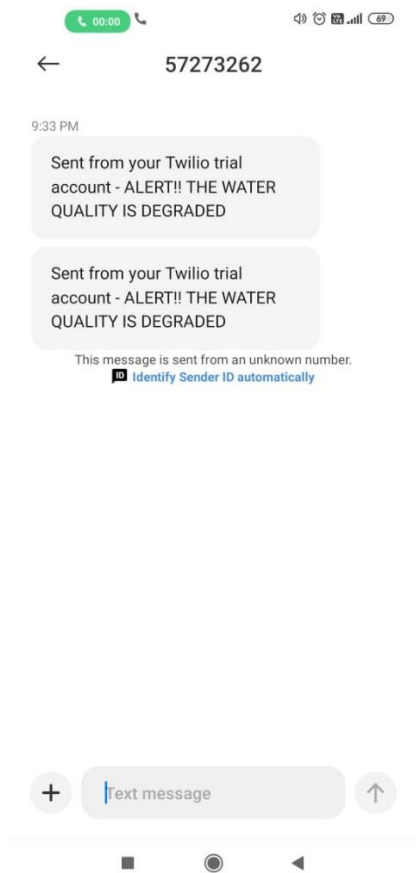 00:00
69
57273262
9:33 PM
Sent from your Twilio trial
account - ALERT!! THE WATER
QUALITY IS DEGRADED
Sent from your Twilio trial
account - ALERT!! THE WATER
QUALITY IS DEGRADED
This message is sent from an unknown number.
ID Identify Sender ID automatically
Text message